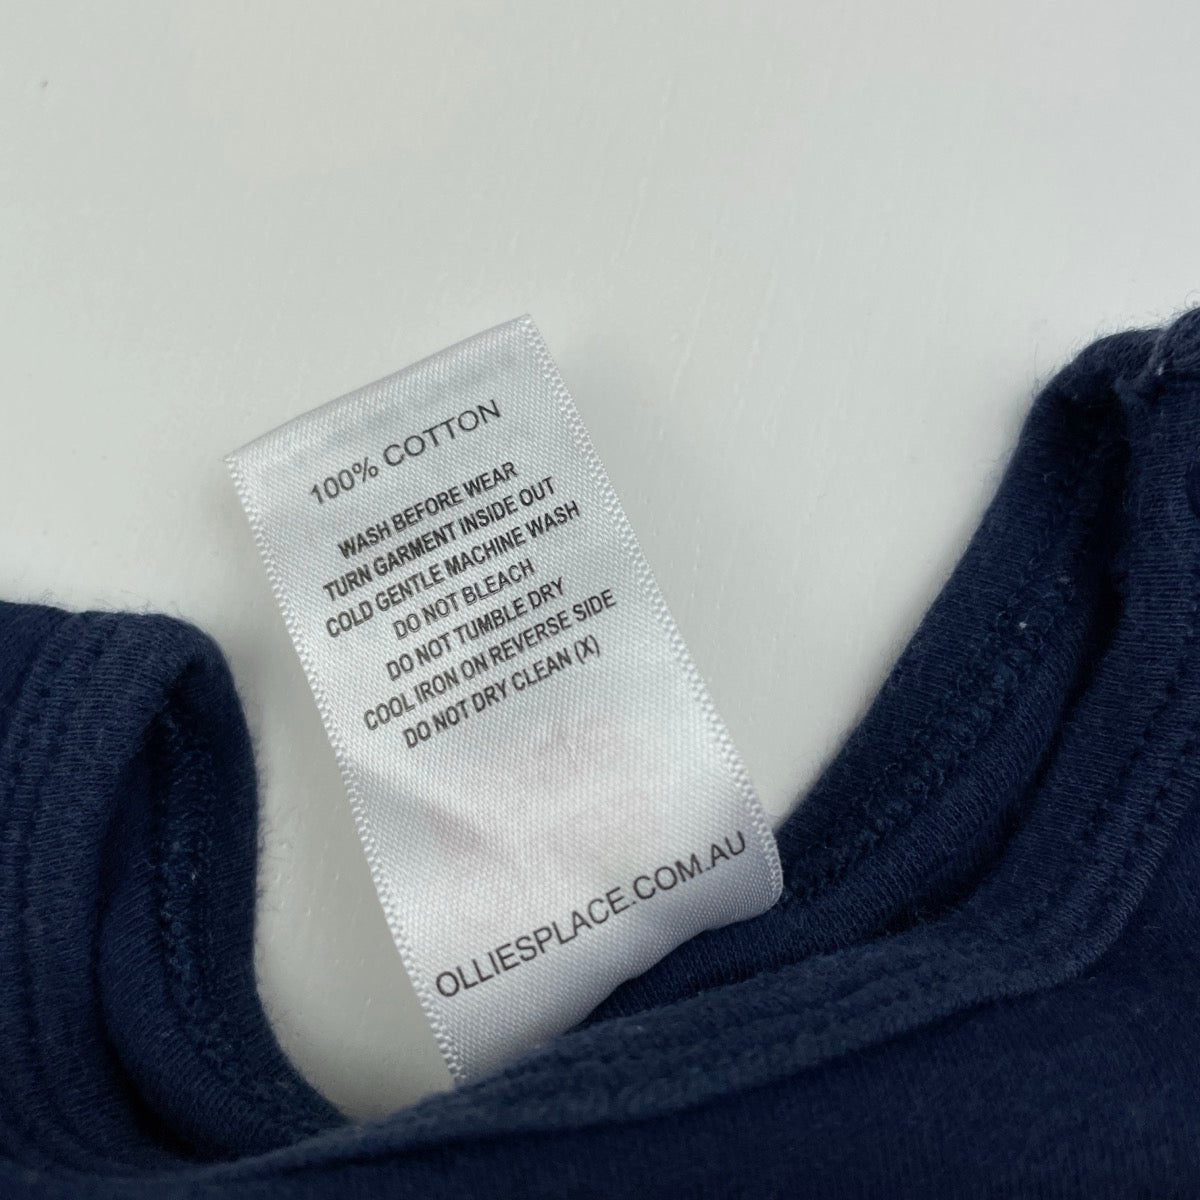 100% COTTON
WASH BEFORE WEAR
TURN GARMENT INSIDE OUT
COLD GENTLE MACHINE WASH
DO NOT BLEACH
DO NOT TUMBLE DRY
COOL IRON ON REVERSE SIDE
DO NOT DRY CLEAN (X)
OLLIESPLACE.COM.AU